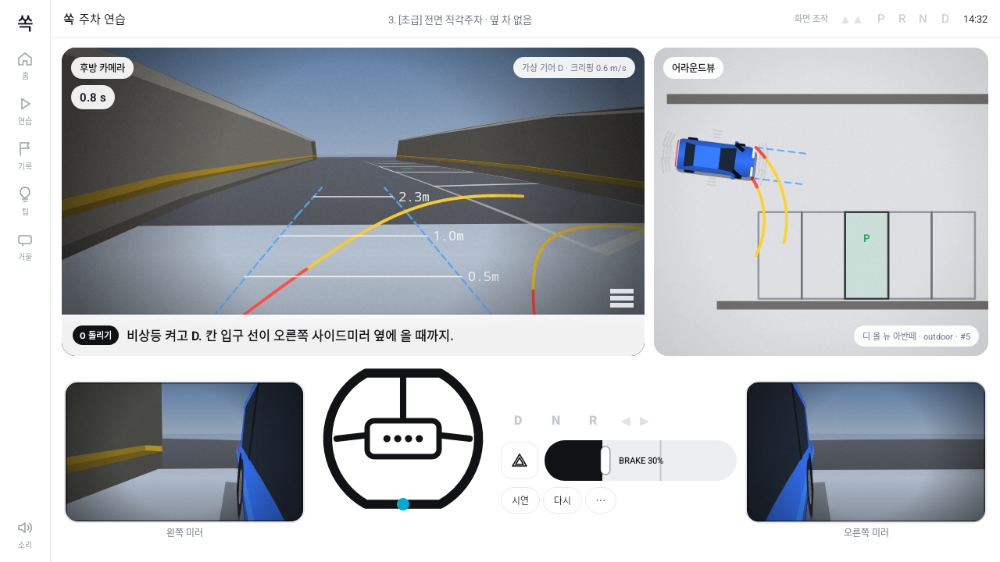 쏙
쏙 주차 연습
3. [초급] 전면 직각주차 · 옆 차 없음
화면 조작
P R N D
14:32
홈
연습
기록
팁
거울
소리
후방 카메라
가상 기어 D · 크리핑 0.6 m/s
0.8 s
2.3m
1.0m
0.5m
O 돌리기
비상등 켜고 D. 칸 입구 선이 오른쪽 사이드미러 옆에 올 때까지.
어라운드뷰
P
디 올 뉴 아반떼 · outdoor · #5
D N R
BRAKE 30%
시연
다시
···
왼쪽 미러
오른쪽 미러